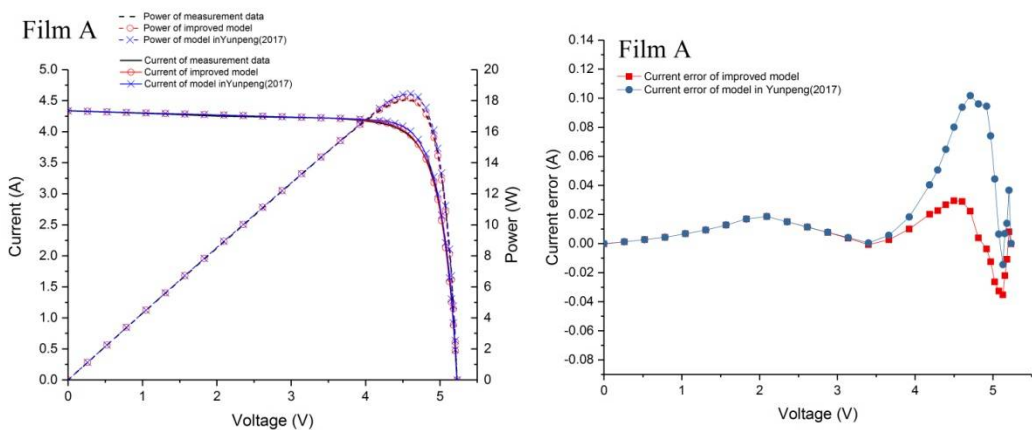 Film A
Power of measurement data
Power of improved model
Power of model inYunpeng(2017)
Current of measurement data
Current of improved model
Current of model inYunpeng(2017)
5.0
4.5
4.0
3.5
3.0
2.5
2.0
1.5
1.0
0.5
0.0
Current (A)
20
18
16
14
12
10
8
6
4
2
0
Power (W)
0 1 2 3 4 5
Voltage (V)
Film A
Current error of improved model
Current error of model in Yunpeng(2017)
0.14
0.12
0.10
0.08
0.06
0.04
0.02
0.00
-0.02
-0.04
-0.06
-0.08
Current error (A)
0 1 2 3 4 5
Voltage (V)